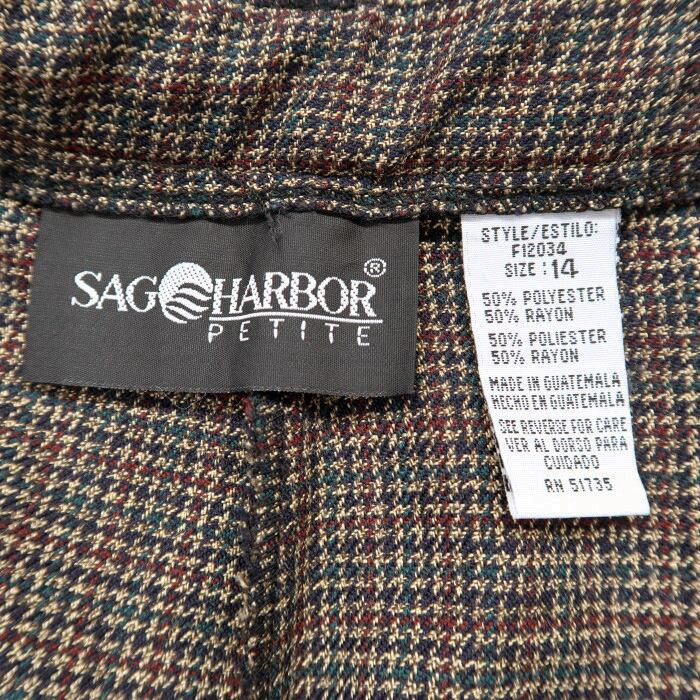 SAG HARBOR®
PETITE
STYLE/ESTILO:
F12034
SIZE : 14
50% POLYESTER
50% RAYON
50% POLIESTER
50% RAYON
MADE IN GUATEMALA
HECHO EN GUATEMALA
SEE REVERSE FOR CARE
VER AL DORSO PARA
CUIDADO
RN 51735